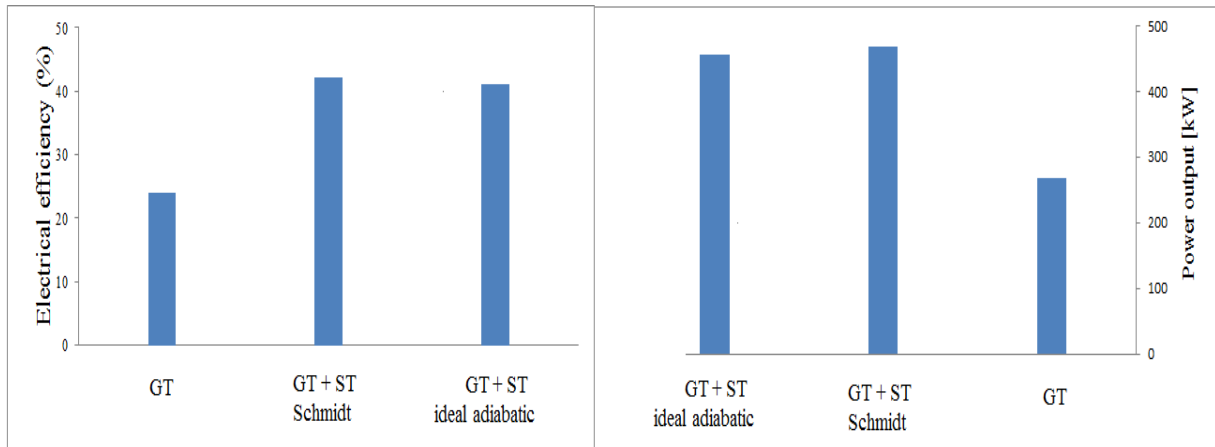 Electrical efficiency (%)
50
40
30
20
10
0
GT
GT + ST
Schmidt
GT + ST
ideal adiabatic
500
400
300
200
100
0
Power output [kW]
GT + ST
ideal adiabatic
GT + ST
Schmidt
GT